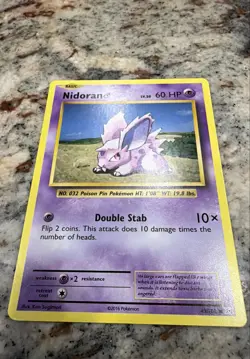 BASIC
Nidoran
60 HP
NO. 032 Poison Pin Pokémon HT: 1'08" WT: 19.8 lbs.
Double Stab 10×
Flip 2 coins. This attack does 10 damage times the
number of heads.
weakness ×2 resistance
retreat
cost
©2016 Pokémon